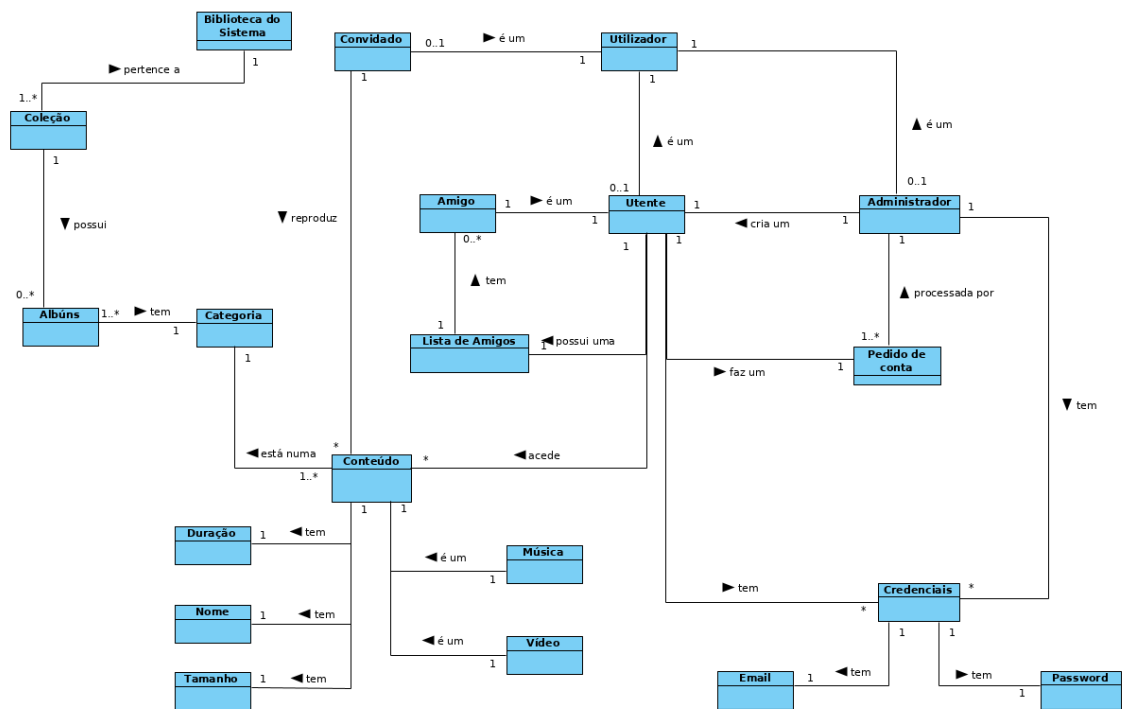 Biblioteca do
Sistema
1
► pertence a
1..*
Coleção
1
▼ possui
0..*
Albúns
1..*
► tem
1
Categoria
1
◄ está numa
1..*
Convidado
0..1
► é um
1
Utilizador
1
1
1
▼ reproduz
*
▲ é um
0..1
▲ é um
0..1
Amigo
1
► é um
1
Utente
1
◄ cria um
1
Administrador
1
0..*
1
1
1
▲ tem
1
Lista de Amigos
1
◄ possui uma
▲ processada por
1..*
Pedido de
conta
► faz um
1
▼ tem
Conteúdo
*
◄ acede
1
1
Duração
1
◄ tem
Nome
1
◄ tem
Tamanho
1
◄ tem
◄ é um
1
Música
◄ é um
1
Vídeo
► tem
*
Credenciais
*
1
1
◄ tem
► tem
Email
1
1
Password